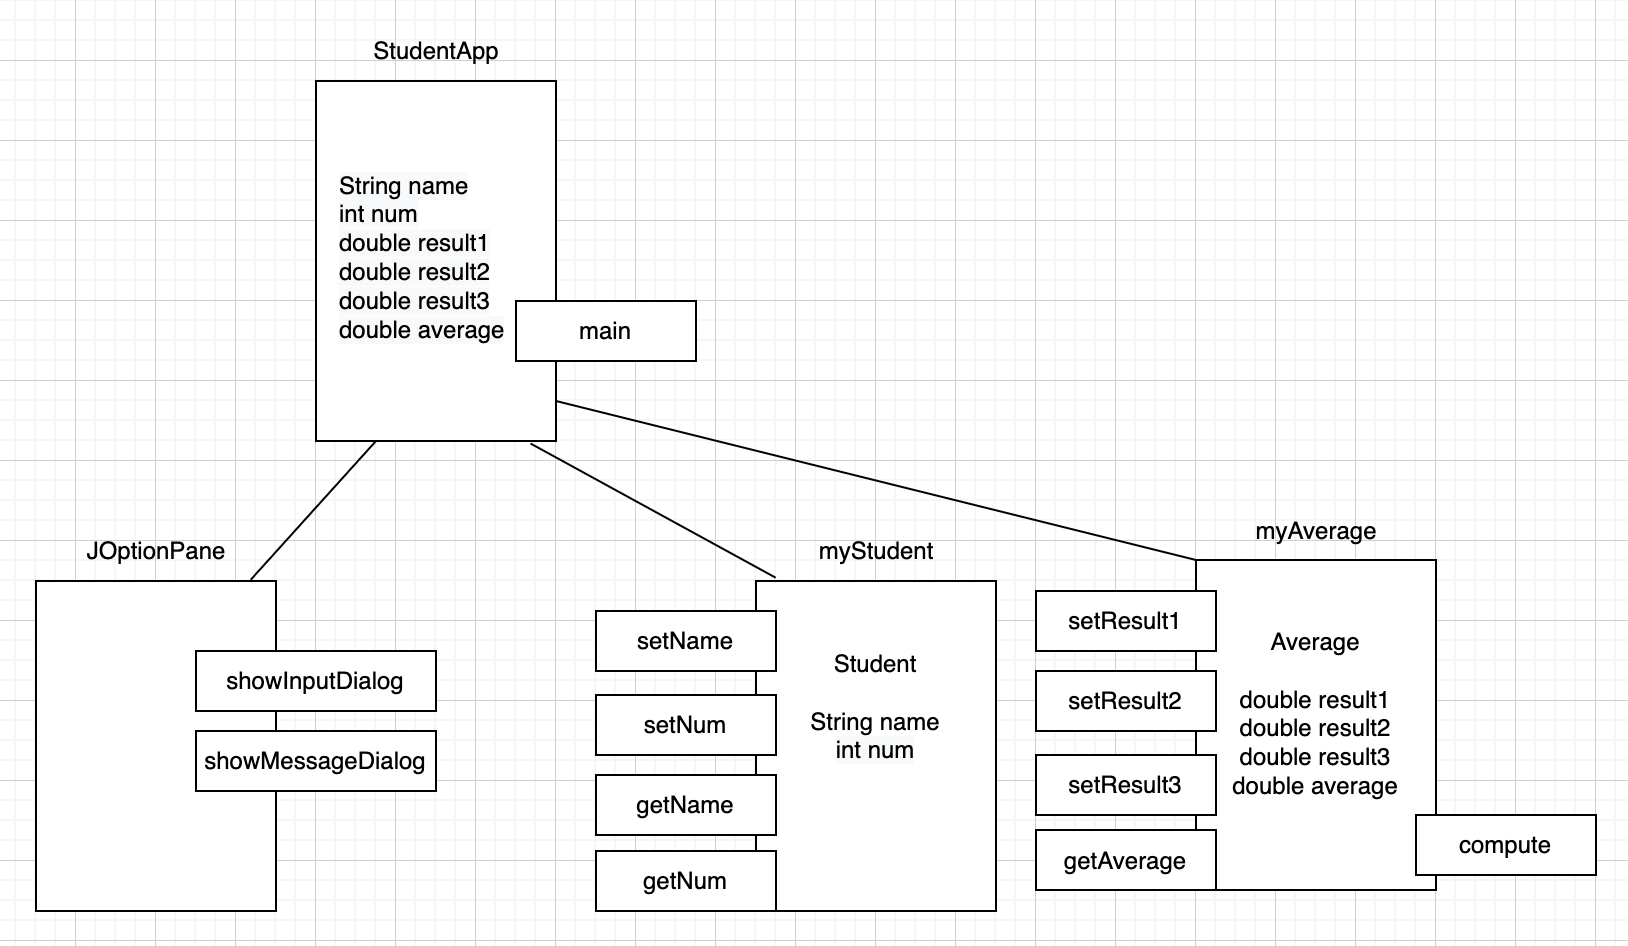 StudentApp
String name
int num
double result1
double result2
double result3
double average
main
JOptionPane
showInputDialog
showMessageDialog
myStudent
setName
setNum
getName
getNum
Student
String name
int num
myAverage
setResult1
setResult2
setResult3
getAverage
Average
double result1
double result2
double result3
double average
compute